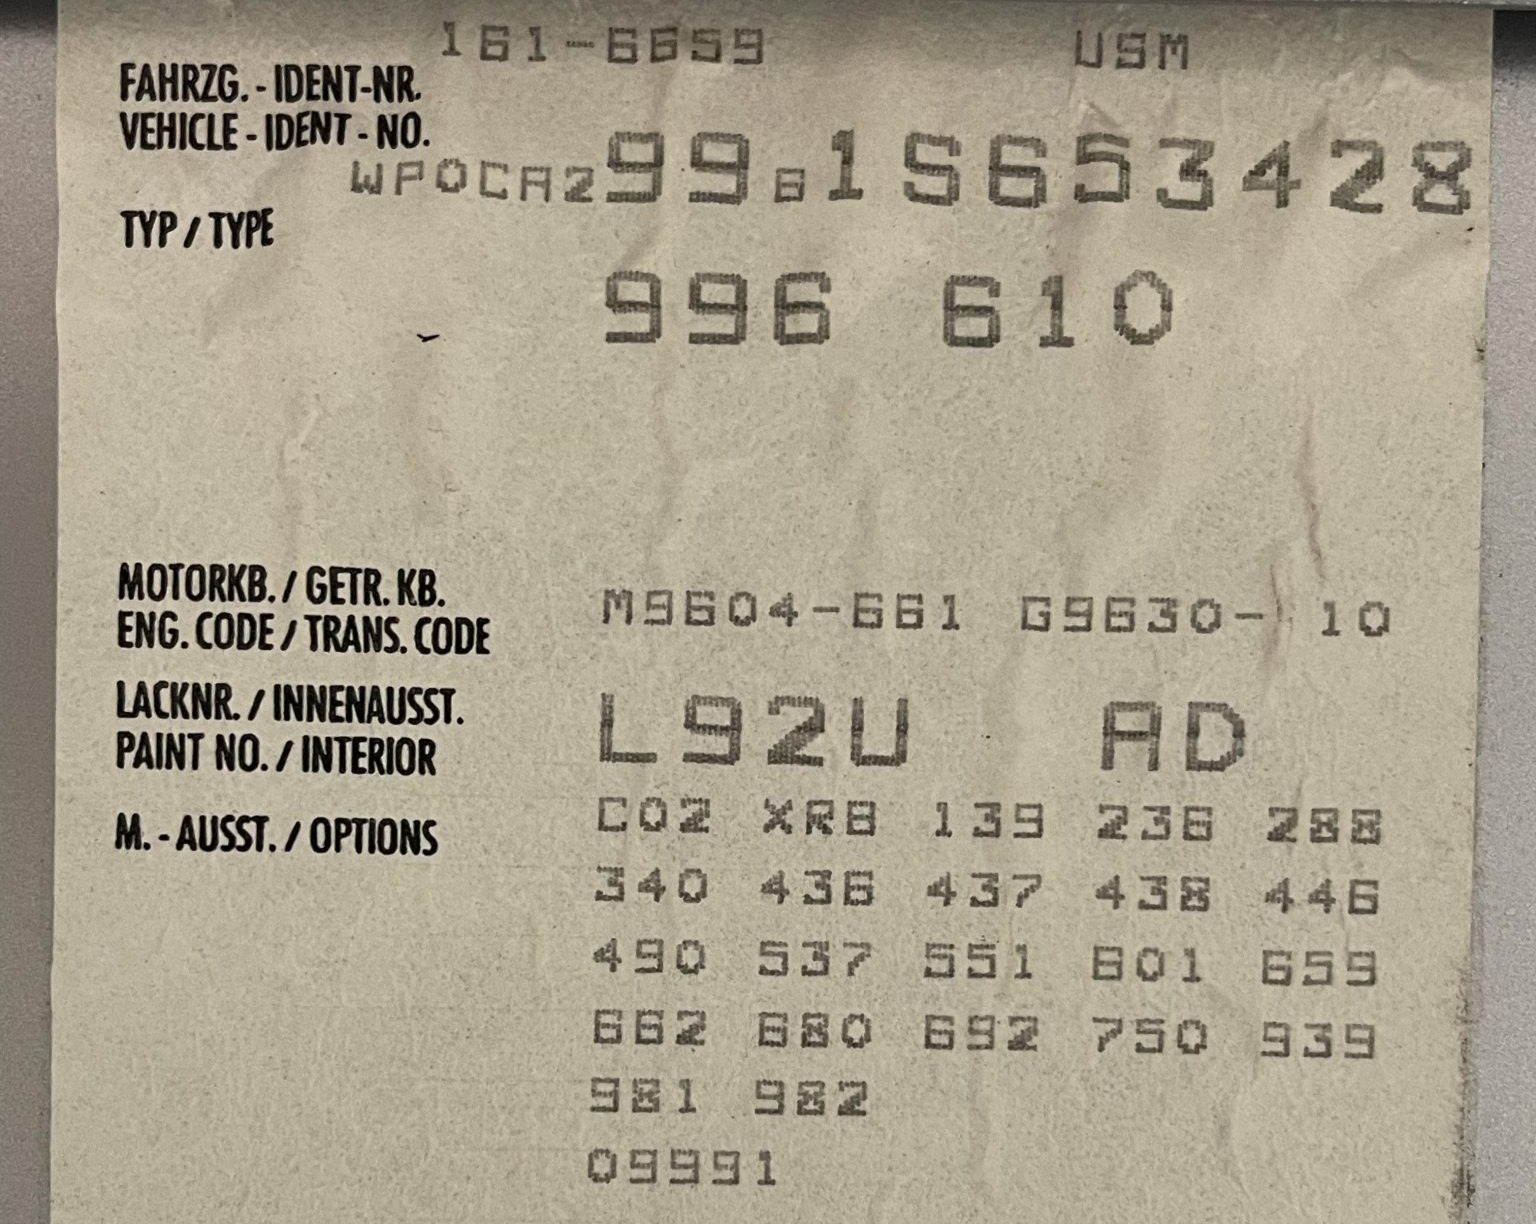 161-6659 USM
FAHRZG. - IDENT-NR.
VEHICLE - IDENT - NO.
WP0CA29961S653428
TYP / TYPE
996 610
MOTORKB. / GETR. KB.
ENG. CODE / TRANS. CODE
M9604-661 G9630- 10
LACKNR. / INNENAUSST.
PAINT NO. / INTERIOR
L92U AD
M. - AUSST. / OPTIONS
C02 XRB 139 236 288
340 436 437 438 446
490 537 551 601 659
662 680 692 750 939
981 982
09991